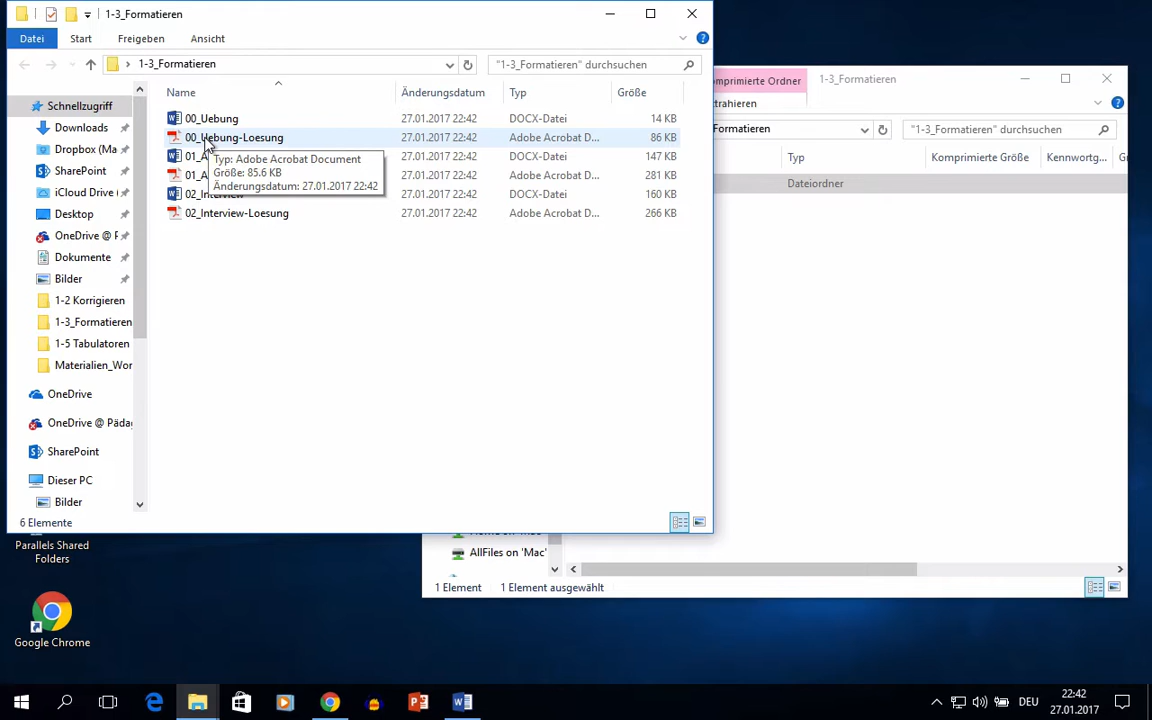 1-3_Formatieren
Datei Start Freigeben Ansicht
1-3_Formatieren
"1-3_Formatieren" durchsuchen
Name Änderungsdatum Typ Größe
00_Uebung 27.01.2017 22:42 DOCX-Datei 14 KB
00_Uebung-Loesung 27.01.2017 22:42 Adobe Acrobat D... 86 KB
27.01.2017 22:42 DOCX-Datei 147 KB
27.01.2017 22:42 Adobe Acrobat D... 281 KB
02_Interview 27.01.2017 22:42 DOCX-Datei 160 KB
02_Interview-Loesung 27.01.2017 22:42 Adobe Acrobat D... 266 KB
Typ: Adobe Acrobat Document
Größe: 85.6 KB
Änderungsdatum: 27.01.2017 22:42
Schnellzugriff
Downloads
Dropbox (Ma
SharePoint
iCloud Drive (
Desktop
OneDrive @ P
Dokumente
Bilder
1-2 Korrigieren
1-3_Formatieren
1-5 Tabulatoren
Materialien_Wor
OneDrive
OneDrive @ Päda
SharePoint
Dieser PC
Bilder
6 Elemente
mprimierte Ordner 1-3_Formatieren
trahieren
Formatieren "1-3_Formatieren" durchsuchen
Typ Komprimierte Größe Kennwortg... Gr
Dateiordner
AllFiles on 'Mac'
1 Element 1 Element ausgewählt
Parallels Shared
Folders
Google Chrome
DEU
22:42
27.01.2017